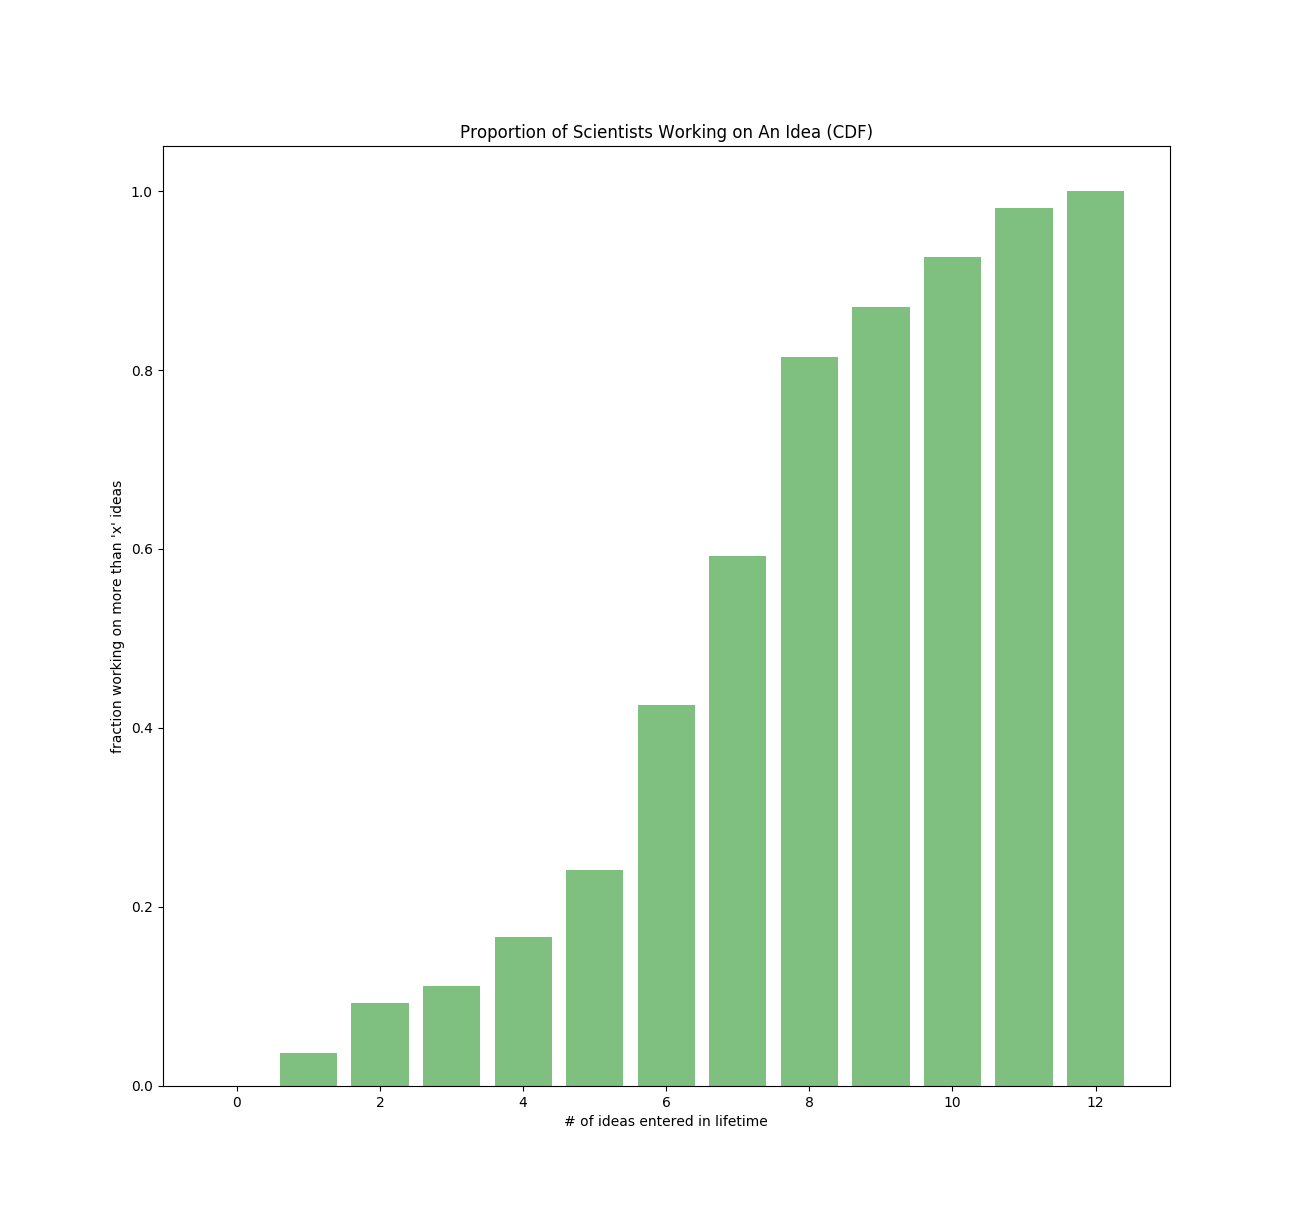 Proportion of Scientists Working on An Idea (CDF)
1.0
0.8
0.6
0.4
0.2
0.0
fraction working on more than 'x' ideas
0 2 4 6 8 10 12
# of ideas entered in lifetime